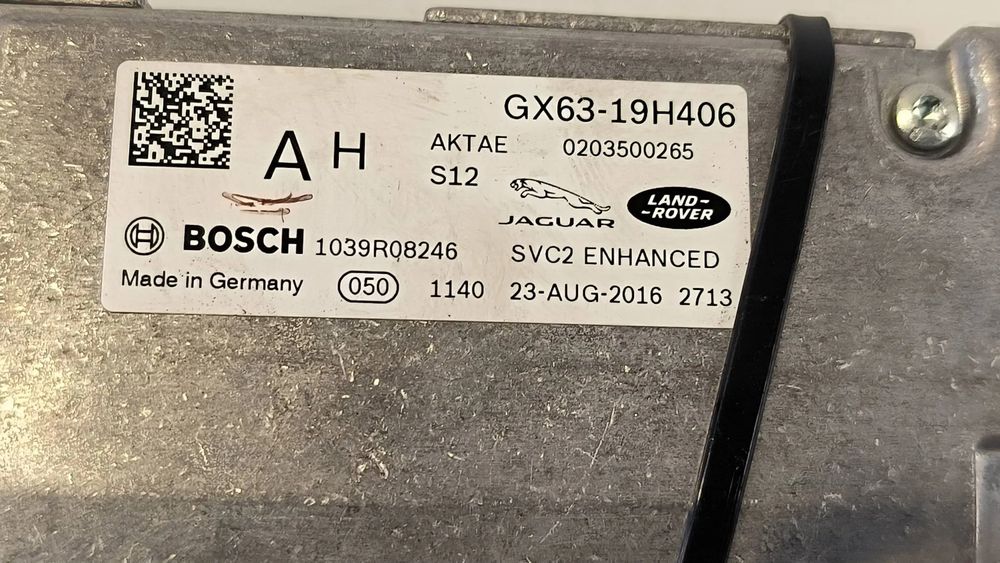 GX63-19H406
A H
AKTAE 0203500265
S12
JAGUAR
LAND-
-ROVER
BOSCH 1039R08246
SVC2 ENHANCED
Made in Germany 050 1140 23-AUG-2016 2713